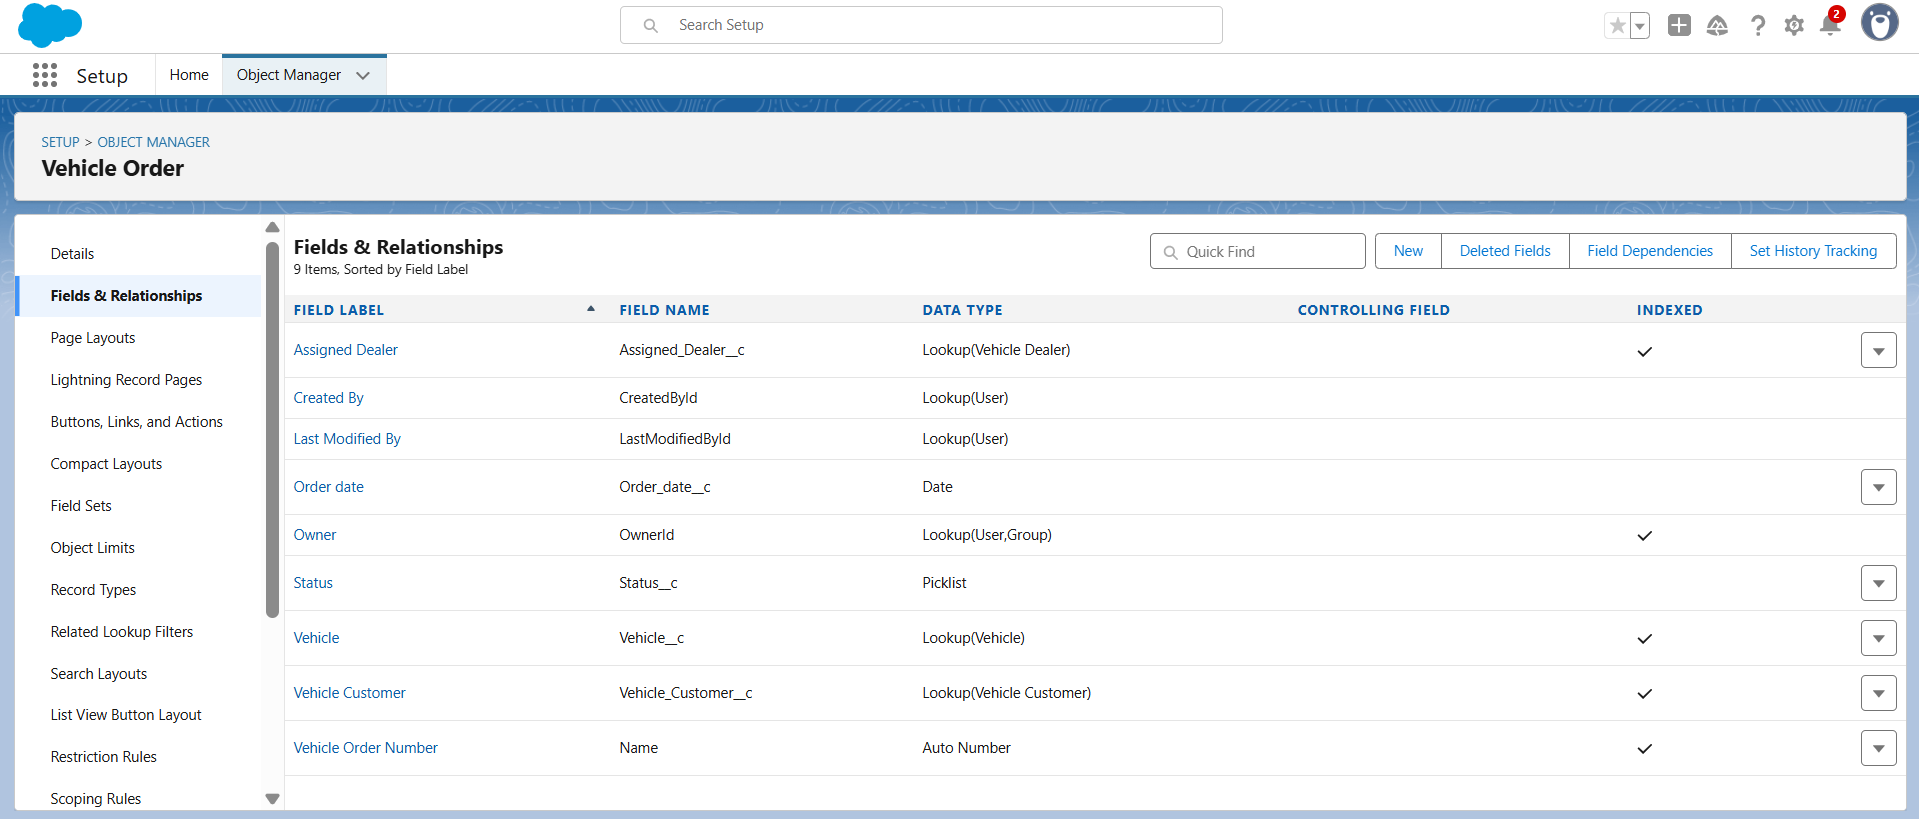 Search Setup
2
Setup
Home
Object Manager
SETUP > OBJECT MANAGER
Vehicle Order
Details
Fields & Relationships
Page Layouts
Lightning Record Pages
Buttons, Links, and Actions
Compact Layouts
Field Sets
Object Limits
Record Types
Related Lookup Filters
Search Layouts
List View Button Layout
Restriction Rules
Scoping Rules
Fields & Relationships
9 Items, Sorted by Field Label
Quick Find
New
Deleted Fields
Field Dependencies
Set History Tracking
FIELD LABEL FIELD NAME DATA TYPE CONTROLLING FIELD INDEXED
Assigned Dealer Assigned_Dealer__c Lookup(Vehicle Dealer)
Created By CreatedById Lookup(User)
Last Modified By LastModifiedById Lookup(User)
Order date Order_date__c Date
Owner OwnerId Lookup(User,Group)
Status Status__c Picklist
Vehicle Vehicle__c Lookup(Vehicle)
Vehicle Customer Vehicle_Customer__c Lookup(Vehicle Customer)
Vehicle Order Number Name Auto Number